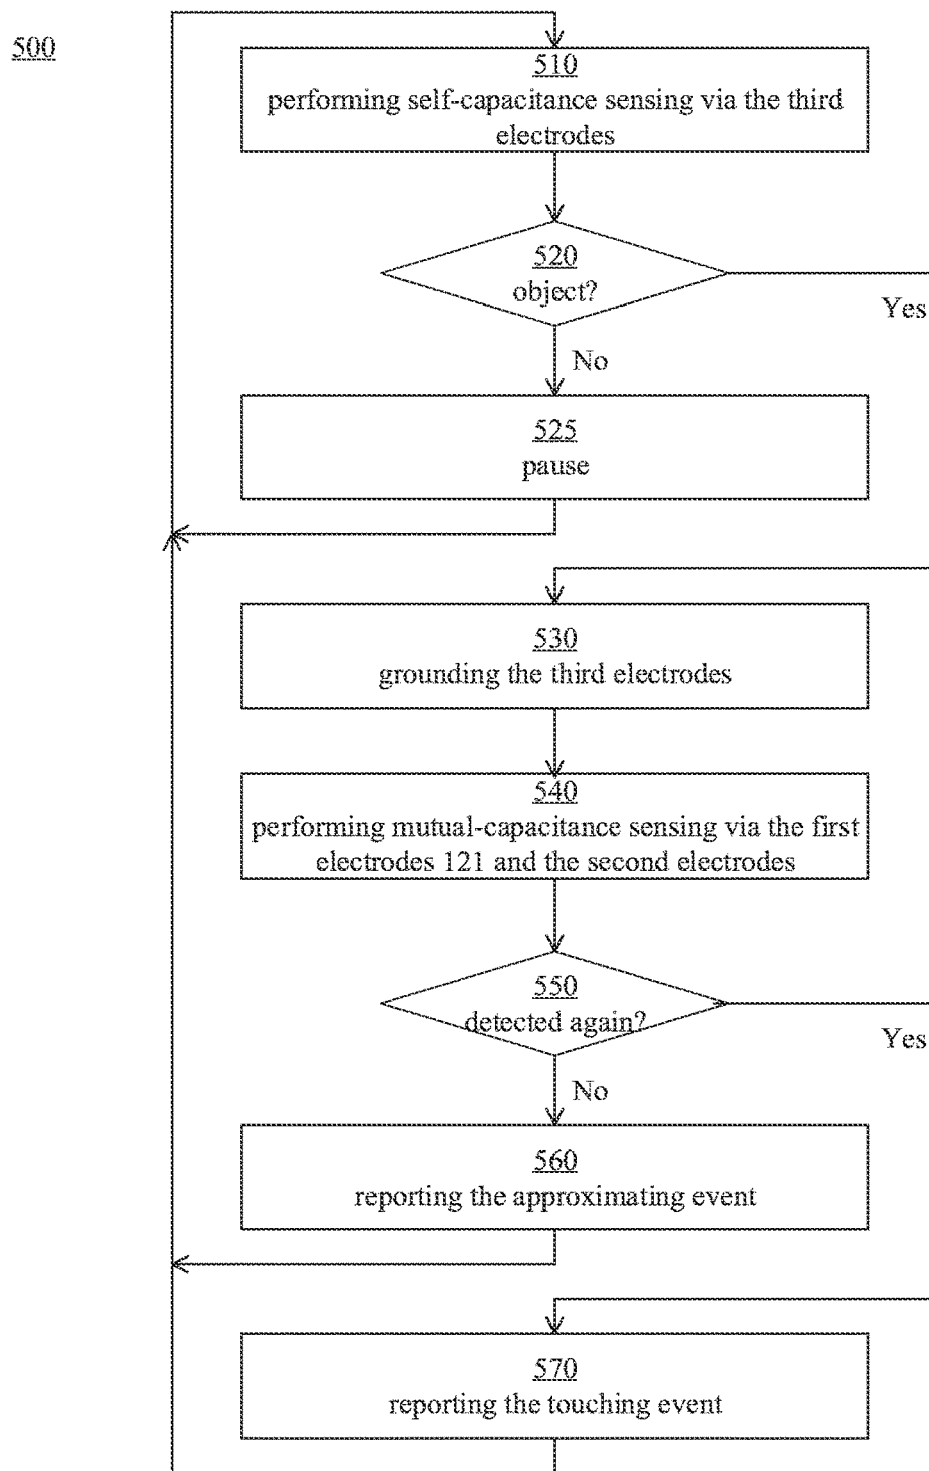 500
510
performing self-capacitance sensing via the third
electrodes
520
object?
Yes
No
525
pause
530
grounding the third electrodes
540
performing mutual-capacitance sensing via the first
electrodes 121 and the second electrodes
550
detected again?
Yes
No
560
reporting the approximating event
570
reporting the touching event